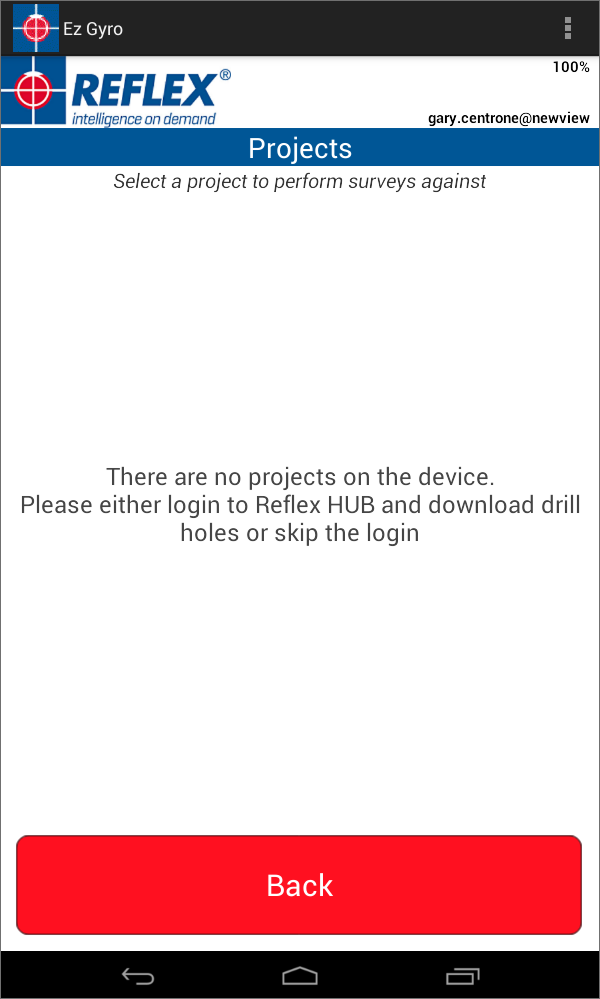 Ez Gyro
100%
REFLEX®
intelligence on demand
gary.centrone@newview
Projects
Select a project to perform surveys against
There are no projects on the device.
Please either login to Reflex HUB and download drill
holes or skip the login
Back